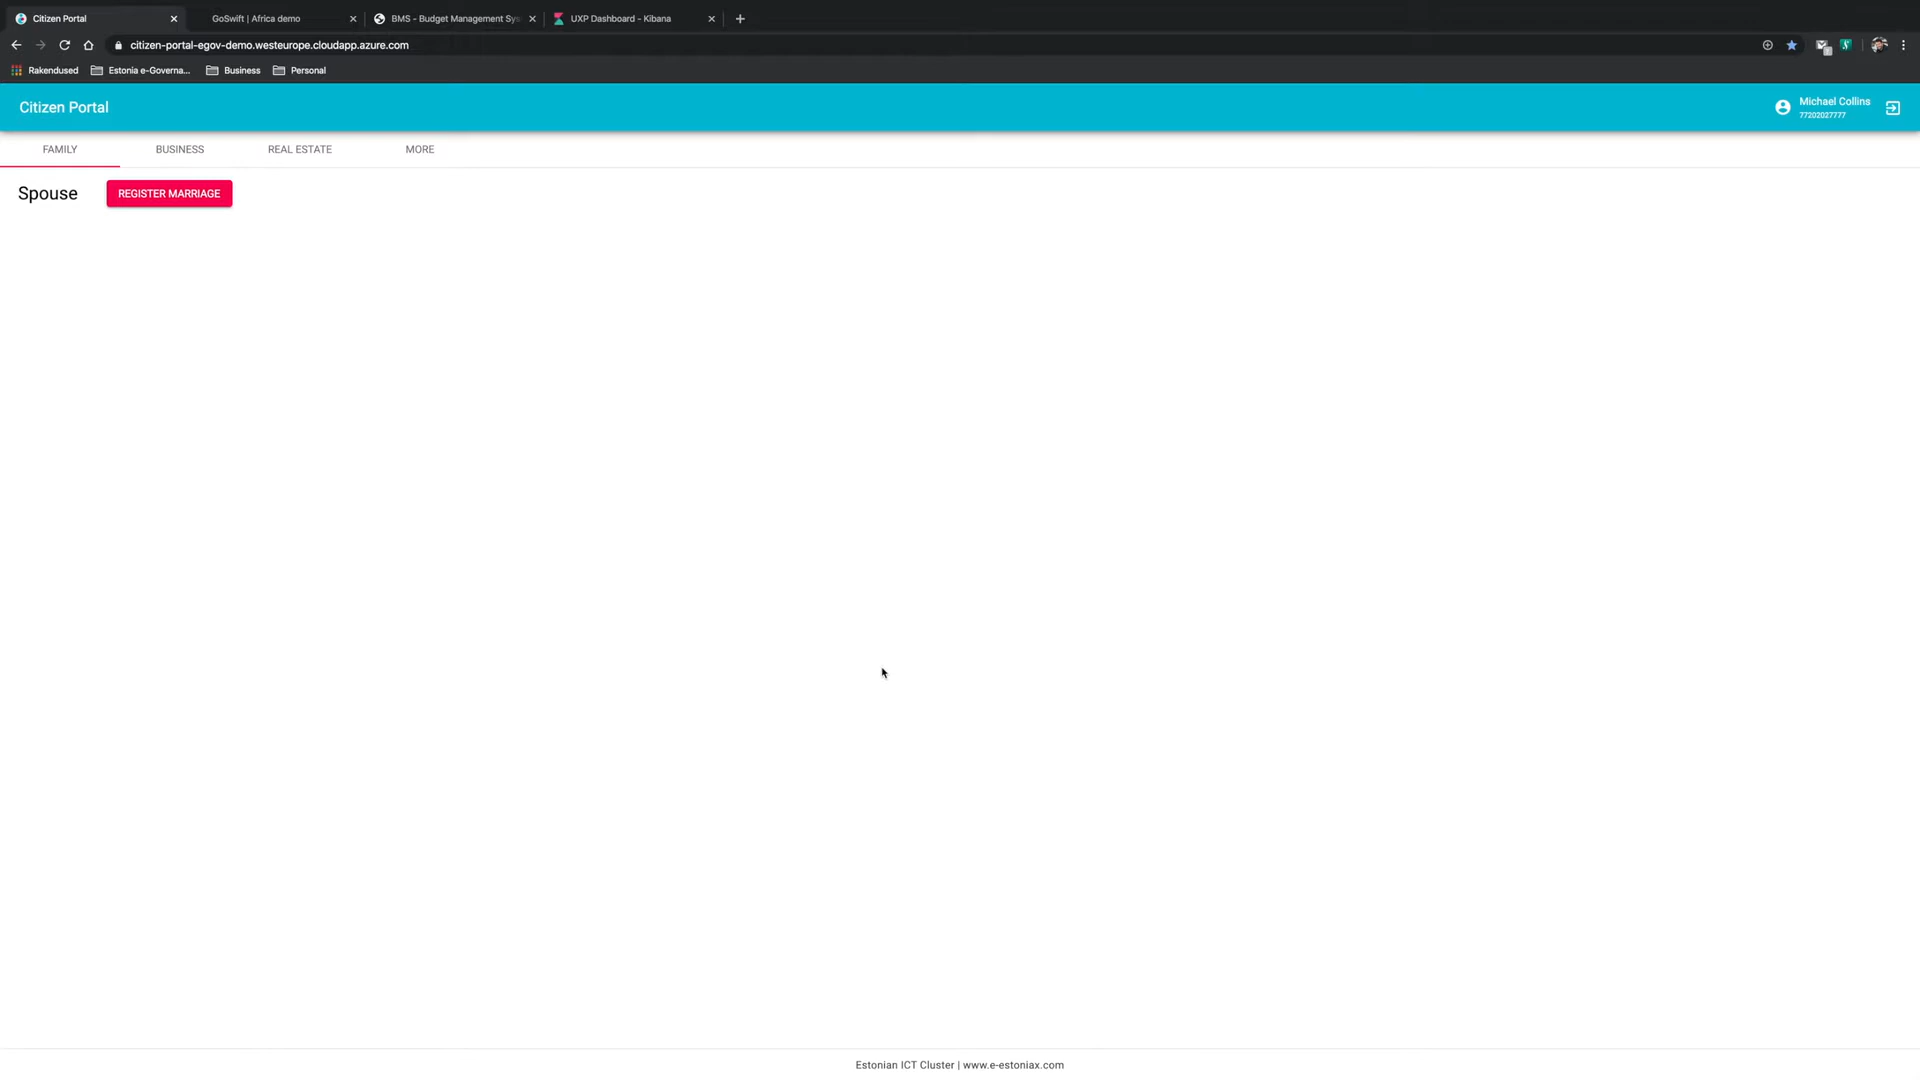 Citizen Portal
GoSwift | Africa demo
BMS - Budget Management Sys
UXP Dashboard - Kibana
citizen-portal-egov-demo.westeurope.cloudapp.azure.com
Rakendused
Estonia e-Governa...
Business
Personal
Citizen Portal
Michael Collins
77202027777
FAMILY
BUSINESS
REAL ESTATE
MORE
Spouse
REGISTER MARRIAGE
Estonian ICT Cluster | www.e-estoniax.com